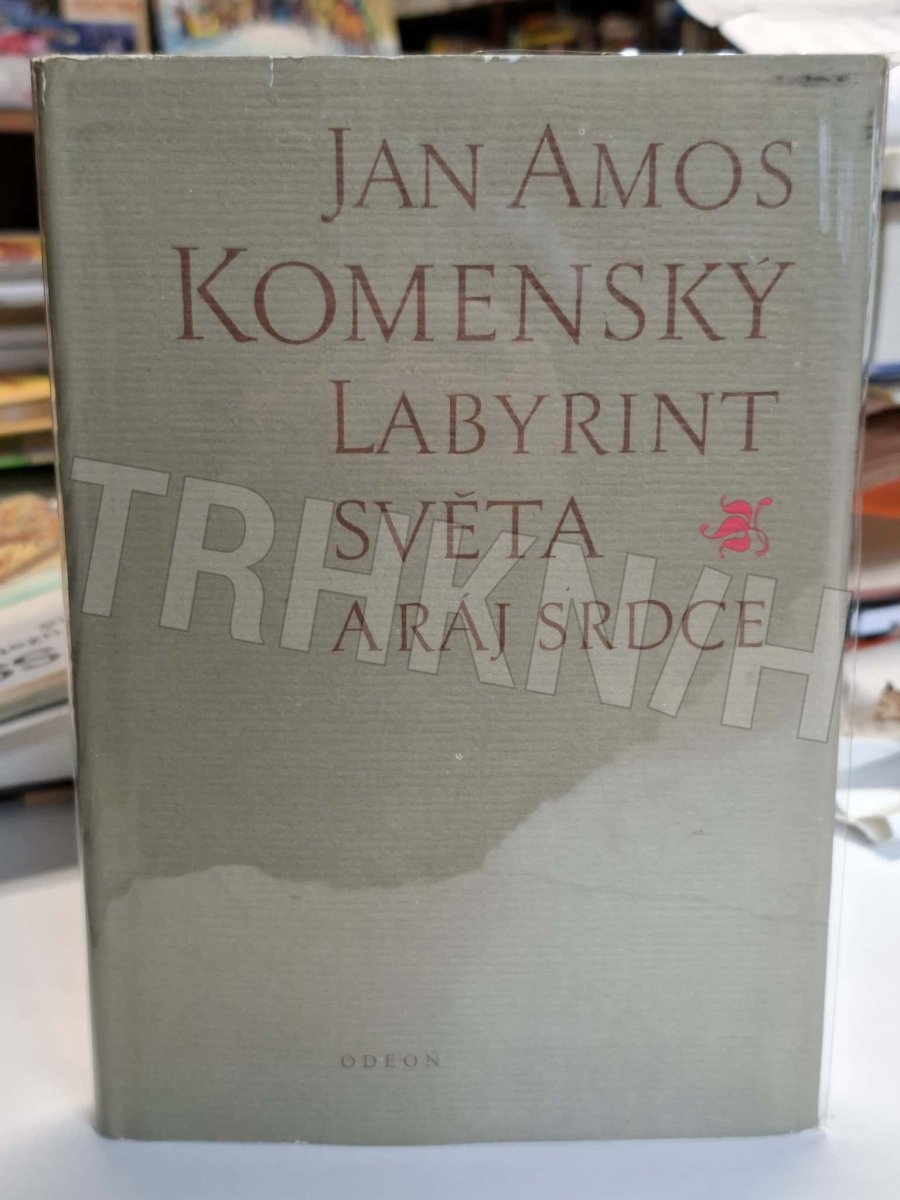 JAN AMOS
KOMENSKÝ
LABYRINT
SVĚTA
A RÁJ SRDCE
TRHKNIH
ODEON